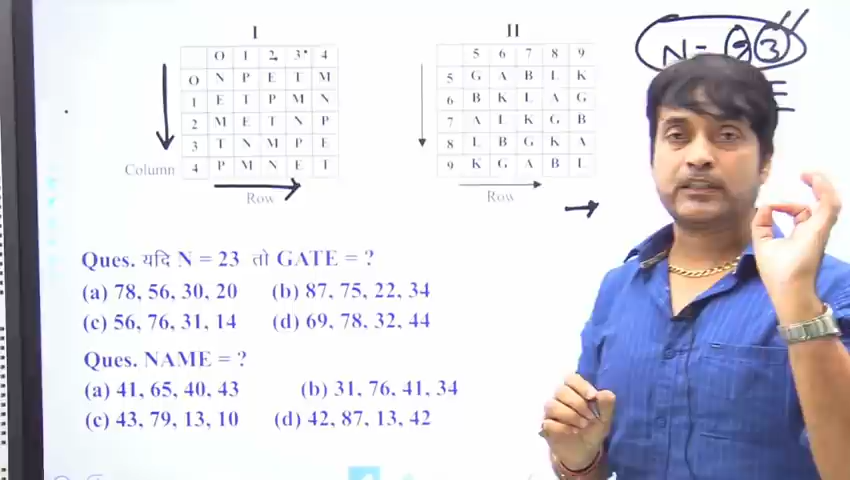 I
0 1 2 3 4
0 N P E T M
1 E T P M N
2 M E T N P
3 T N M P E
4 P M N E T
Column
Row
II
5 6 7 8 9
5 G A B L K
6 B K L A G
7 A L K G B
8 L B G K A
9 K G A B L
Row
N = 23
E
Ques. यदि N = 23 तो GATE = ?
(a) 78, 56, 30, 20 (b) 87, 75, 22, 34
(c) 56, 76, 31, 14 (d) 69, 78, 32, 44
Ques. NAME = ?
(a) 41, 65, 40, 43 (b) 31, 76, 41, 34
(c) 43, 79, 13, 10 (d) 42, 87, 13, 42